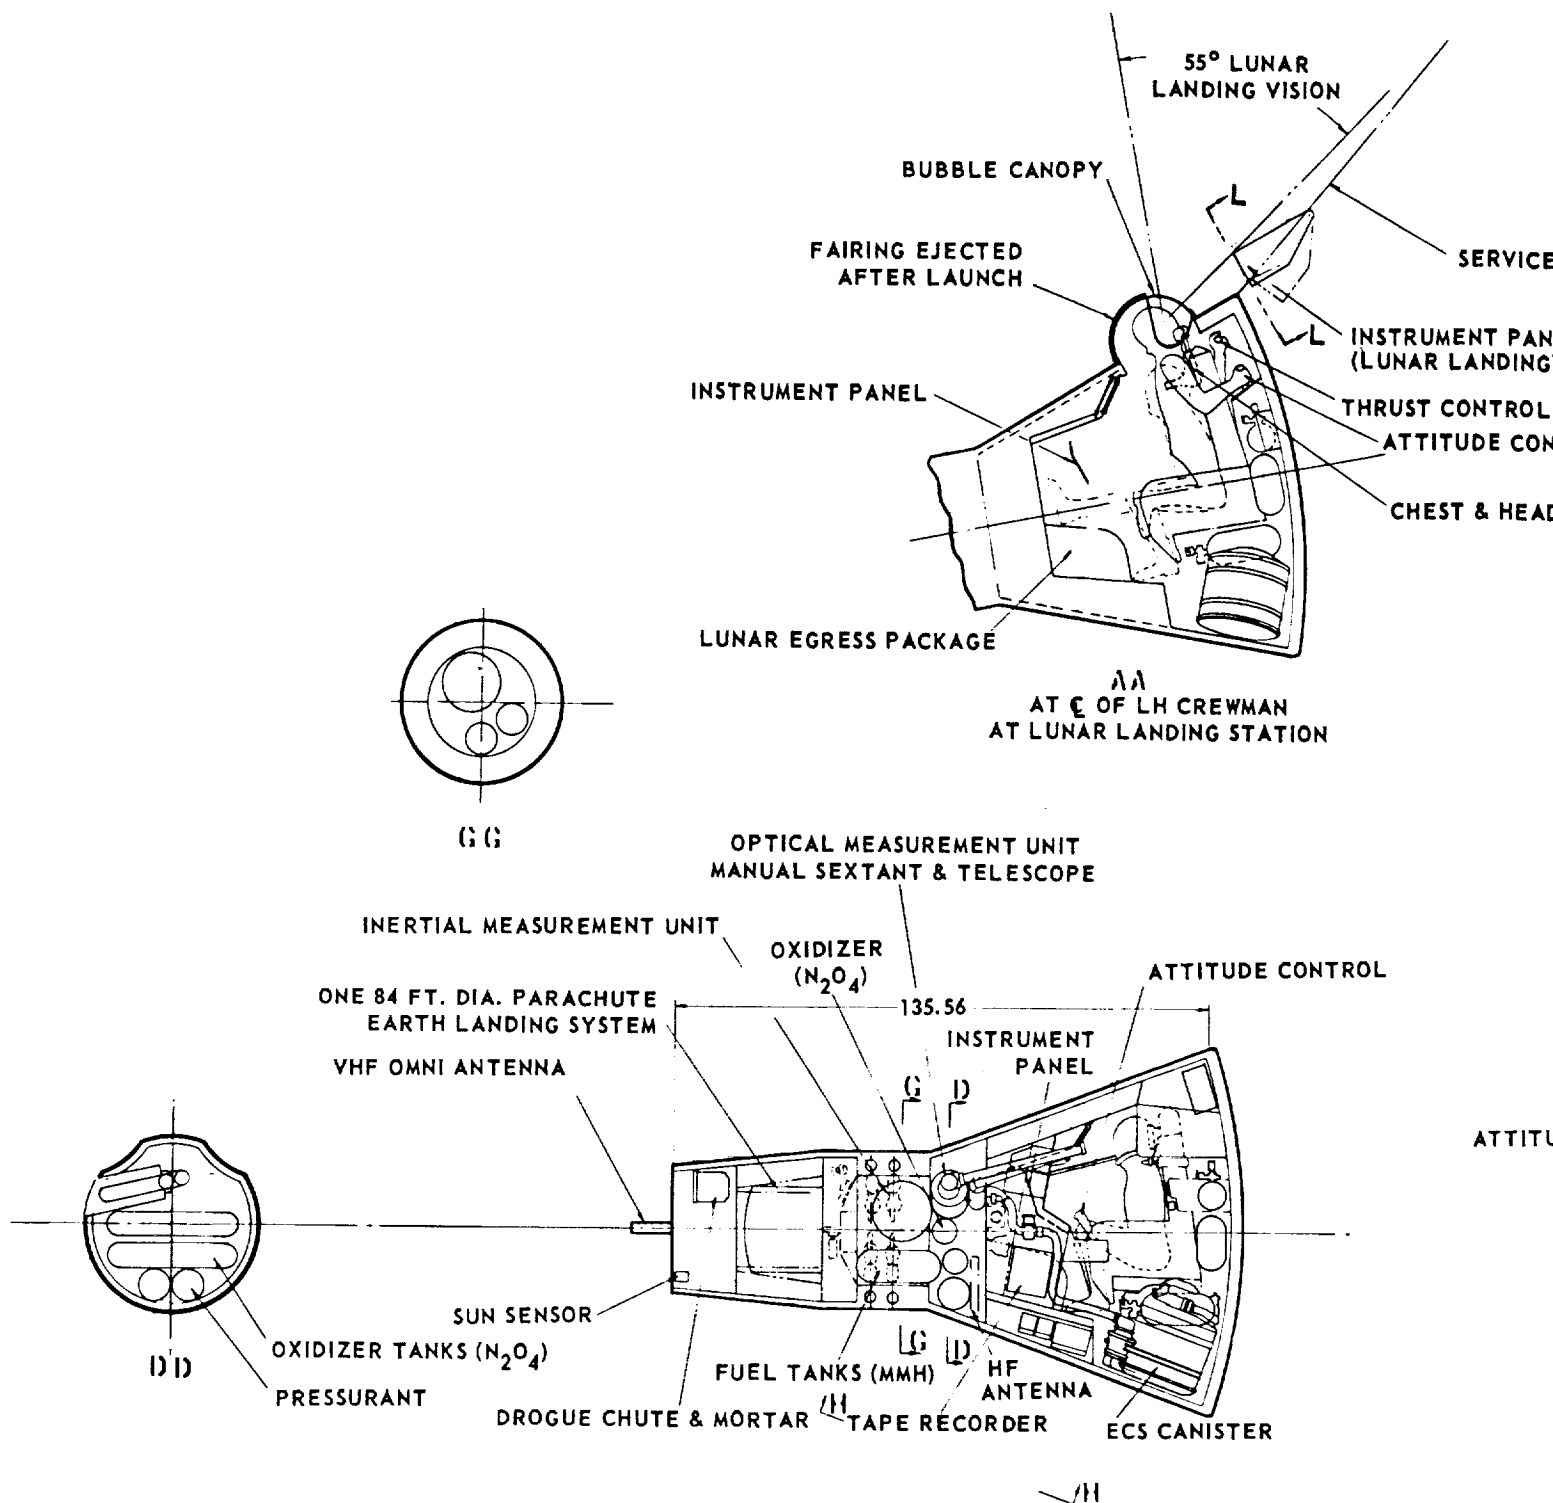 55° LUNAR
LANDING VISION
BUBBLE CANOPY
L
FAIRING EJECTED
AFTER LAUNCH
SERVICE
L
INSTRUMENT PAN
(LUNAR LANDING
INSTRUMENT PANEL
THRUST CONTROL
ATTITUDE CON
CHEST & HEAD
LUNAR EGRESS PACKAGE
AA
AT ℄ OF LH CREWMAN
AT LUNAR LANDING STATION
GG
OPTICAL MEASUREMENT UNIT
MANUAL SEXTANT & TELESCOPE
INERTIAL MEASUREMENT UNIT
OXIDIZER
(N₂O₄)
ATTITUDE CONTROL
ONE 84 FT. DIA. PARACHUTE
EARTH LANDING SYSTEM
135.56
INSTRUMENT
PANEL
VHF OMNI ANTENNA
G D
ATTITU
SUN SENSOR
OXIDIZER TANKS (N₂O₄)
DD
G D
FUEL TANKS (MMH)
HF
ANTENNA
PRESSURANT
DROGUE CHUTE & MORTAR
H
TAPE RECORDER
ECS CANISTER
H